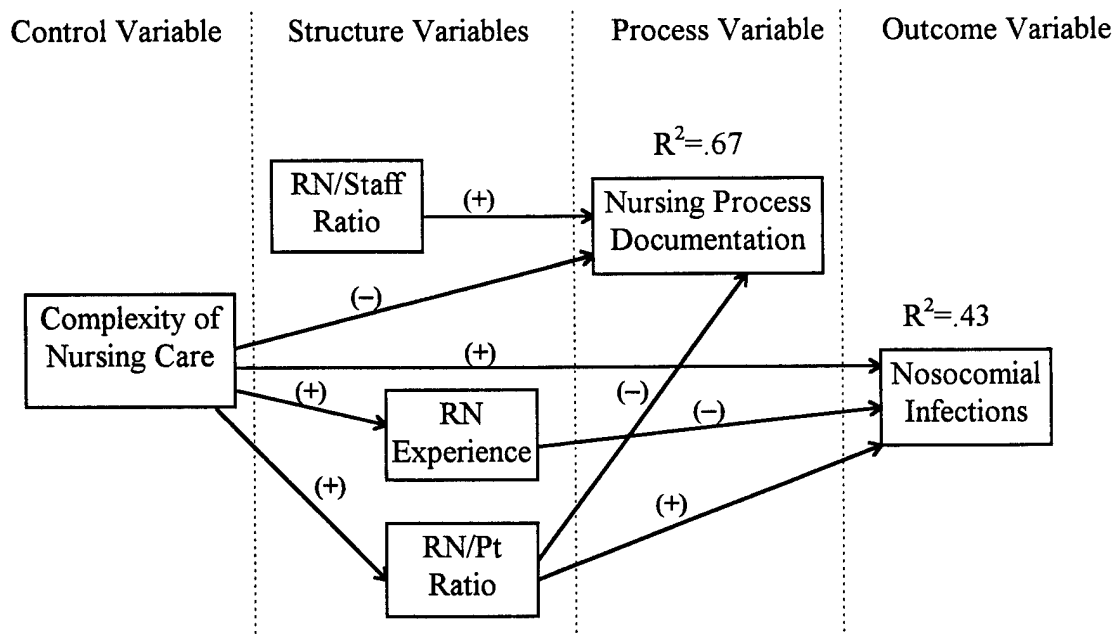 Control Variable
Structure Variables
Process Variable
Outcome Variable
R²=.67
RN/Staff
Ratio
(+)
Nursing Process
Documentation
(–)
Complexity of
Nursing Care
R²=.43
(+)
Nosocomial
Infections
(+)
RN
Experience
(–)
(–)
(+)
(+)
RN/Pt
Ratio